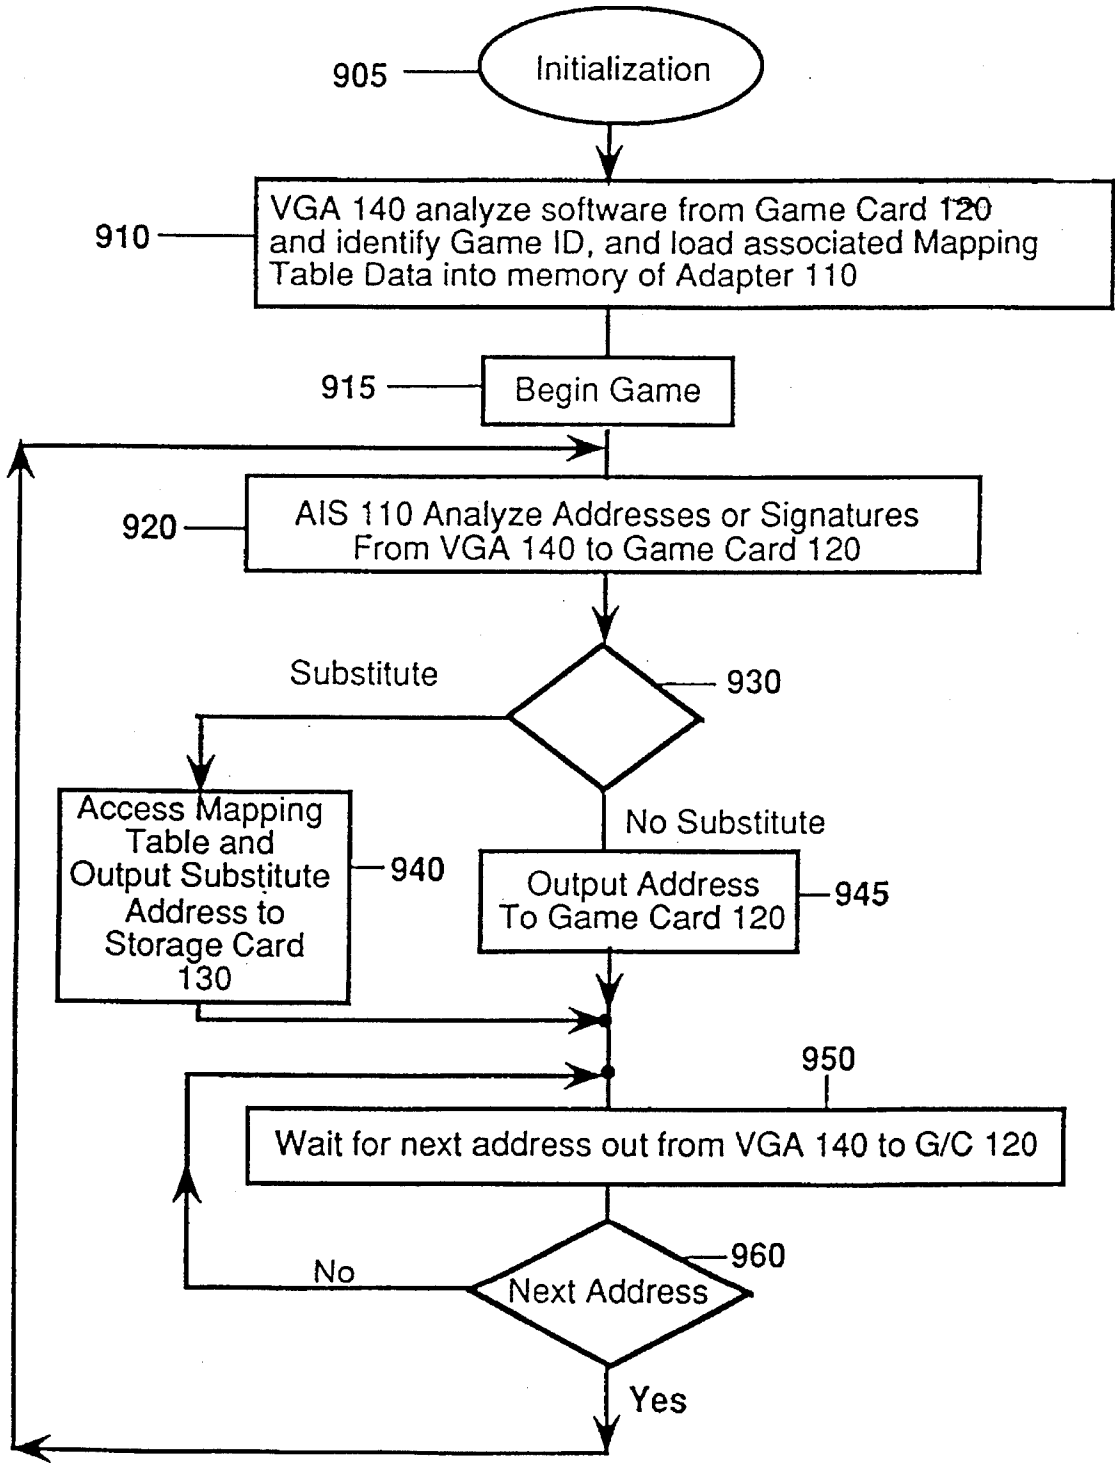 905
Initialization
910
VGA 140 analyze software from Game Card 120
and identify Game ID, and load associated Mapping
Table Data into memory of Adapter 110
915
Begin Game
920
AIS 110 Analyze Addresses or Signatures
From VGA 140 to Game Card 120
Substitute
930
No Substitute
Access Mapping
Table and
Output Substitute
Address to
Storage Card
130
940
Output Address
To Game Card 120
945
950
Wait for next address out from VGA 140 to G/C 120
960
No
Next Address
Yes